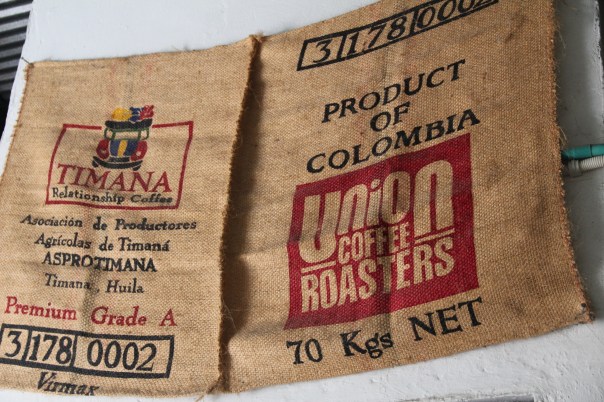 TIMANA
Relationship Coffee
Asociación de Productores
Agrícolas de Timaná
ASPROTIMANA
Timana, Huila
Premium Grade A
3 178 0002
Virmax
3 178 0002
PRODUCT
OF
COLOMBIA
Union
COFFEE
ROASTERS
70 Kgs NET